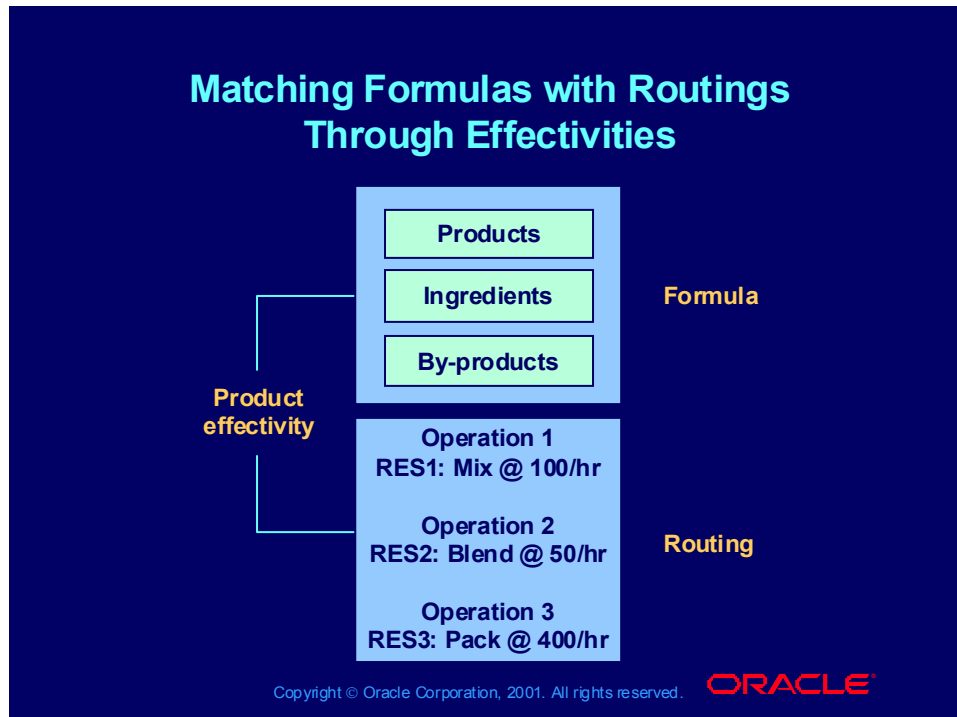 Matching Formulas with Routings
Through Effectivities
Products
Ingredients
By-products
Formula
Product
effectivity
Operation 1
RES1: Mix @ 100/hr
Operation 2
RES2: Blend @ 50/hr
Operation 3
RES3: Pack @ 400/hr
Routing
Copyright © Oracle Corporation, 2001. All rights reserved.
ORACLE®